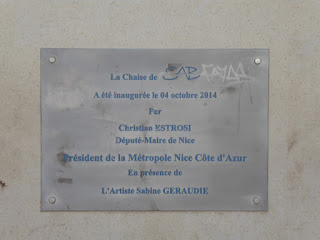 La Chaise de SAB
A été inaugurée le 04 octobre 2014
Par
Christian ESTROSI
Député-Maire de Nice
Président de la Métropole Nice Côte d'Azur
En présence de
L'Artiste Sabine GERAUDIE